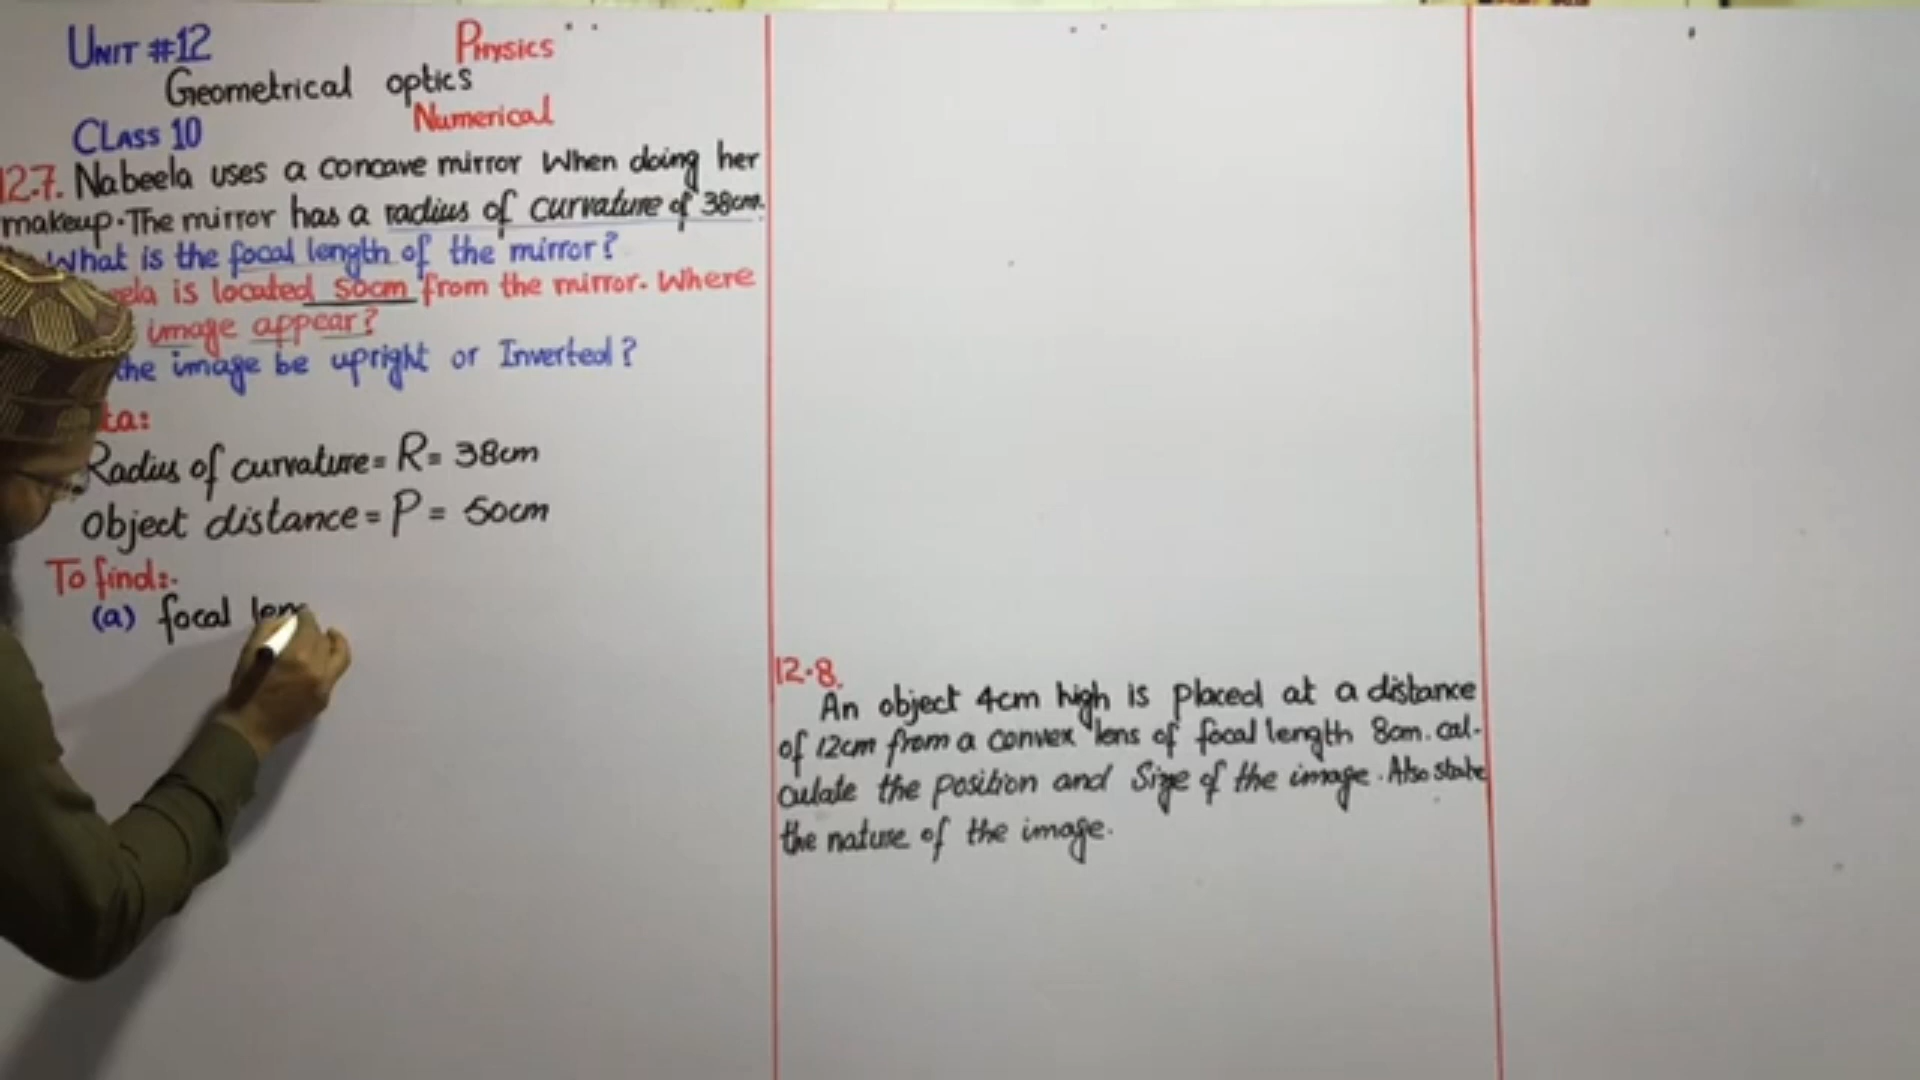 UNIT #12
Physics
Geometrical optics
Numerical
CLASS 10
12.7. Nabeela uses a concave mirror When doing her
makeup. The mirror has a radius of curvature of 38cm.
What is the focal length of the mirror?
is located 50cm from the mirror. Where
image appear?
the image be upright or Inverted?
Radius of curvature = R = 38cm
Object distance = P = 50cm
To find:-
(a) focal
12.8.
An object 4cm high is placed at a distance
of 12cm from a convex lens of focal length 8cm. cal-
culate the position and Size of the image. Also state
the nature of the image.